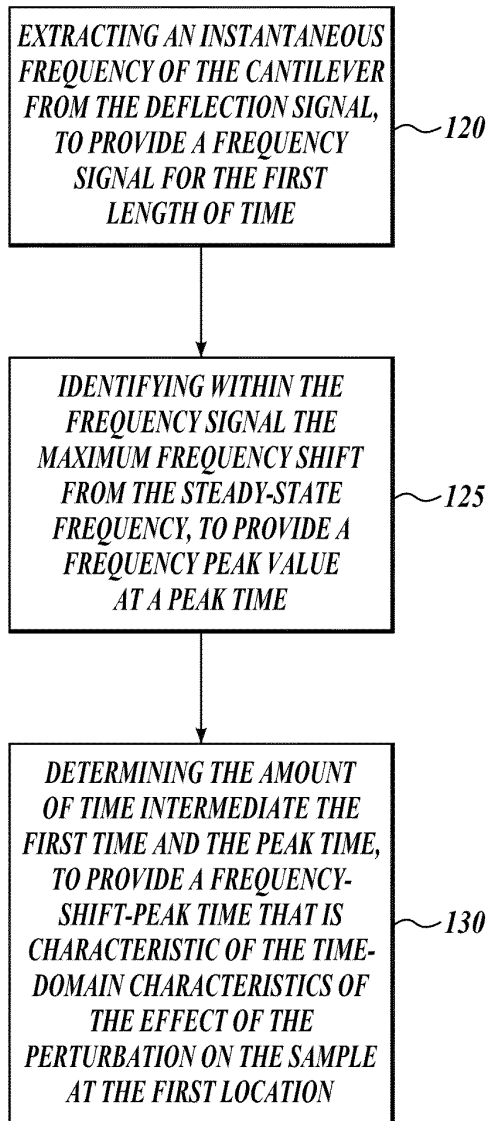 EXTRACTING AN INSTANTANEOUS
FREQUENCY OF THE CANTILEVER
FROM THE DEFLECTION SIGNAL,
TO PROVIDE A FREQUENCY
SIGNAL FOR THE FIRST
LENGTH OF TIME
120
IDENTIFYING WITHIN THE
FREQUENCY SIGNAL THE
MAXIMUM FREQUENCY SHIFT
FROM THE STEADY-STATE
FREQUENCY, TO PROVIDE A
FREQUENCY PEAK VALUE
AT A PEAK TIME
125
DETERMINING THE AMOUNT
OF TIME INTERMEDIATE THE
FIRST TIME AND THE PEAK TIME,
TO PROVIDE A FREQUENCY-
SHIFT-PEAK TIME THAT IS
CHARACTERISTIC OF THE TIME-
DOMAIN CHARACTERISTICS OF
THE EFFECT OF THE
PERTURBATION ON THE SAMPLE
AT THE FIRST LOCATION
130